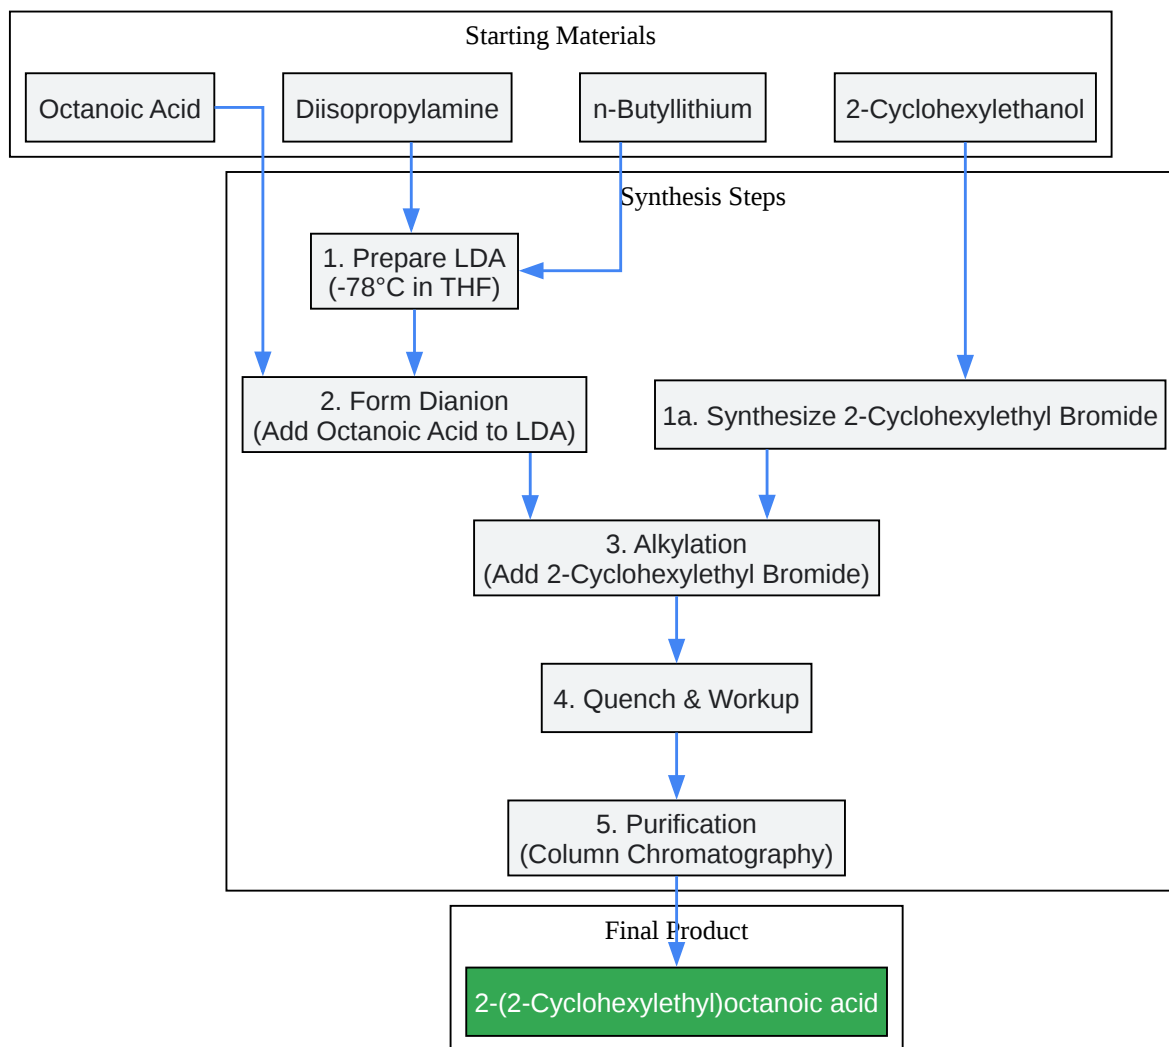 Starting Materials
Octanoic Acid
Diisopropylamine
n-Butyllithium
2-Cyclohexylethanol
Synthesis Steps
1. Prepare LDA
(-78°C in THF)
2. Form Dianion
(Add Octanoic Acid to LDA)
1a. Synthesize 2-Cyclohexylethyl Bromide
3. Alkylation
(Add 2-Cyclohexylethyl Bromide)
4. Quench & Workup
5. Purification
(Column Chromatography)
Final Product
2-(2-Cyclohexylethyl)octanoic acid